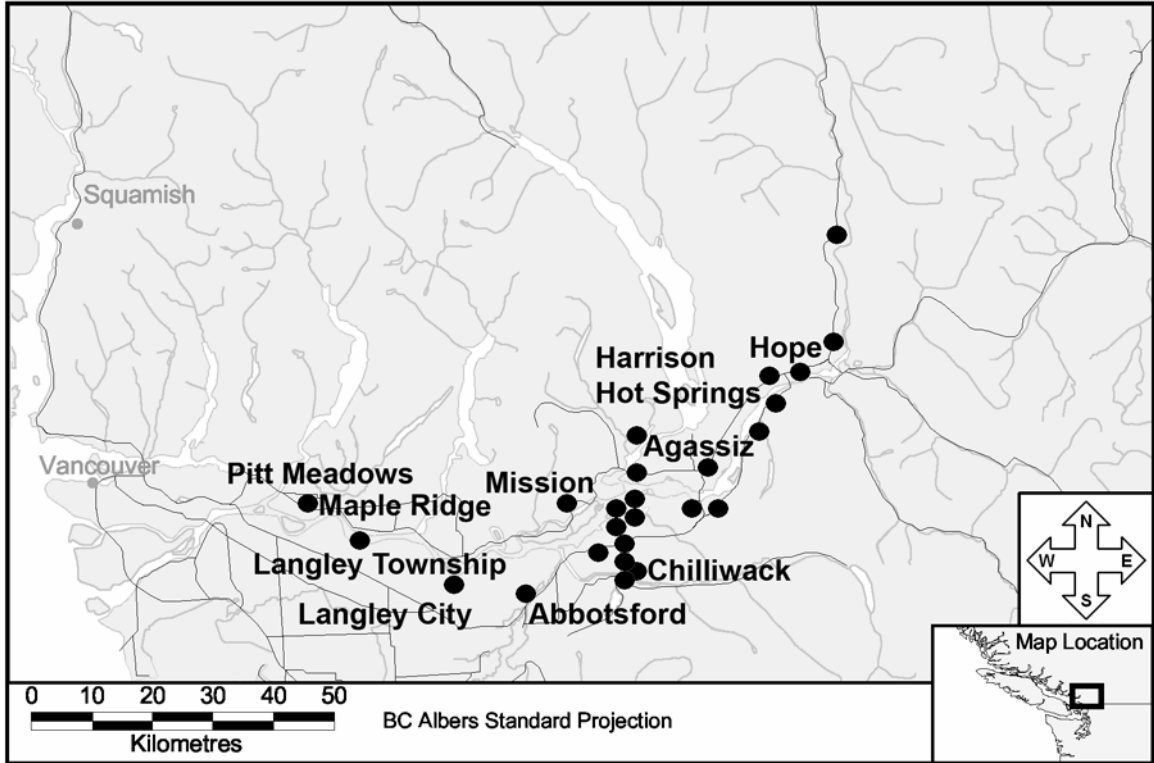 Squamish
Hope
Harrison
Hot Springs
Agassiz
Vancouver
Pitt Meadows
Mission
Maple Ridge
N
W E
S
Langley Township
Chilliwack
Langley City
Abbotsford
Map Location
0 10 20 30 40 50
Kilometres
BC Albers Standard Projection